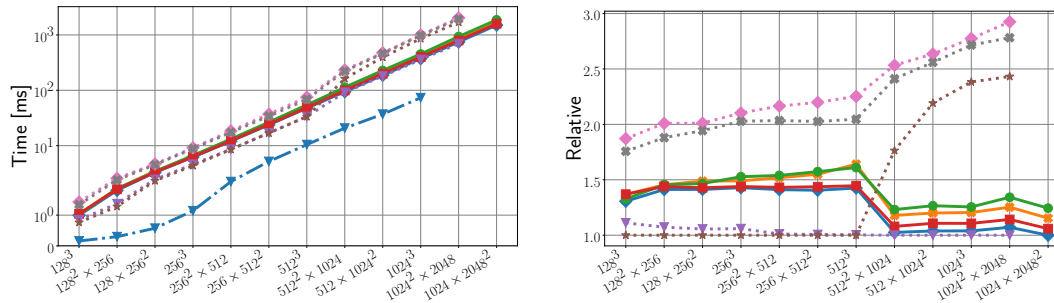 Time [ms]
10³
10²
10¹
10⁰
0
128³
128² × 256
128 × 256²
256³
256² × 512
256 × 512²
512³
512² × 1024
512 × 1024²
1024³
1024² × 2048
1024 × 2048²
Relative
3.0
2.5
2.0
1.5
1.0
128³
128² × 256
128 × 256²
256³
256² × 512
256 × 512²
512³
512² × 1024
512 × 1024²
1024³
1024² × 2048
1024 × 2048²